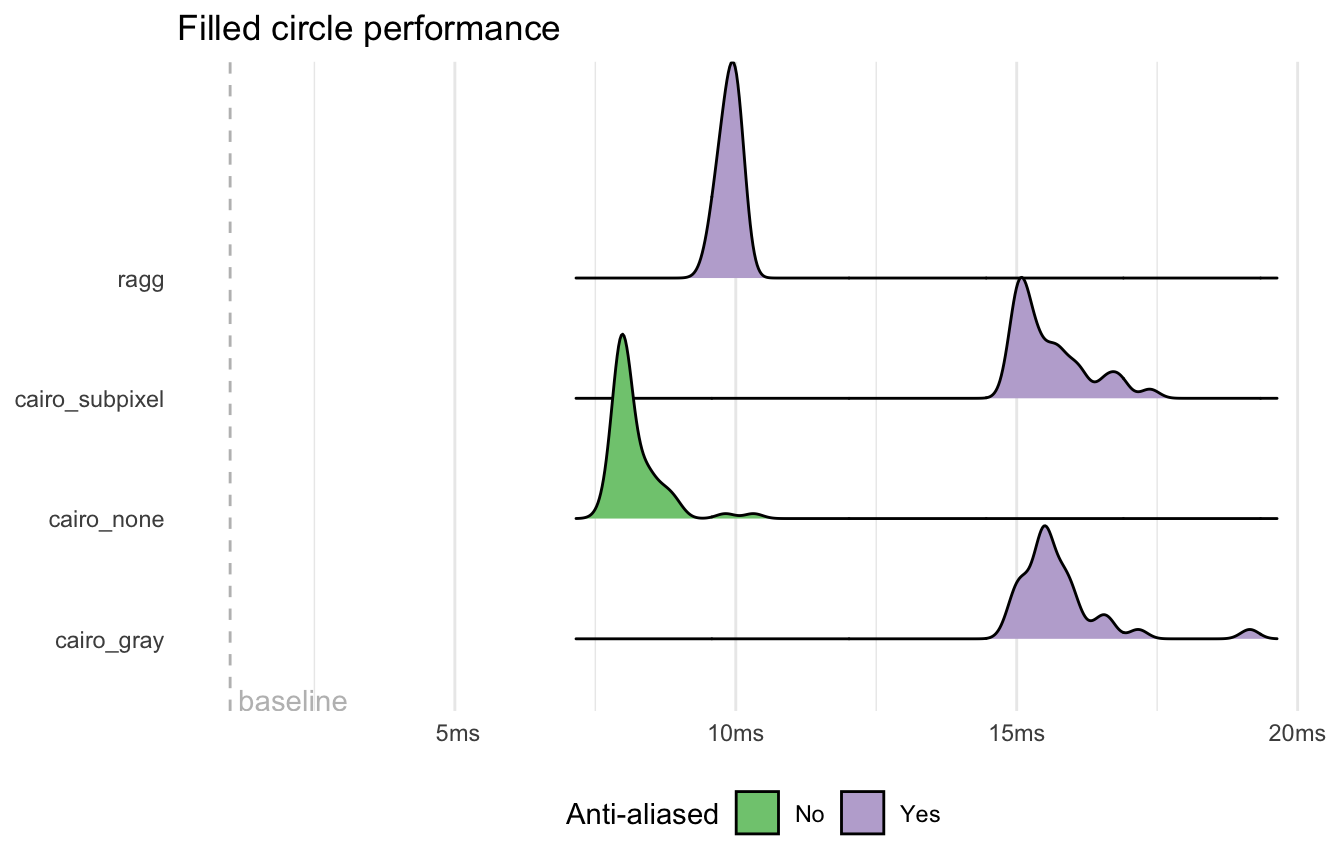 Filled circle performance
ragg
cairo_subpixel
cairo_none
cairo_gray
baseline
5ms 10ms 15ms 20ms
Anti-aliased No Yes